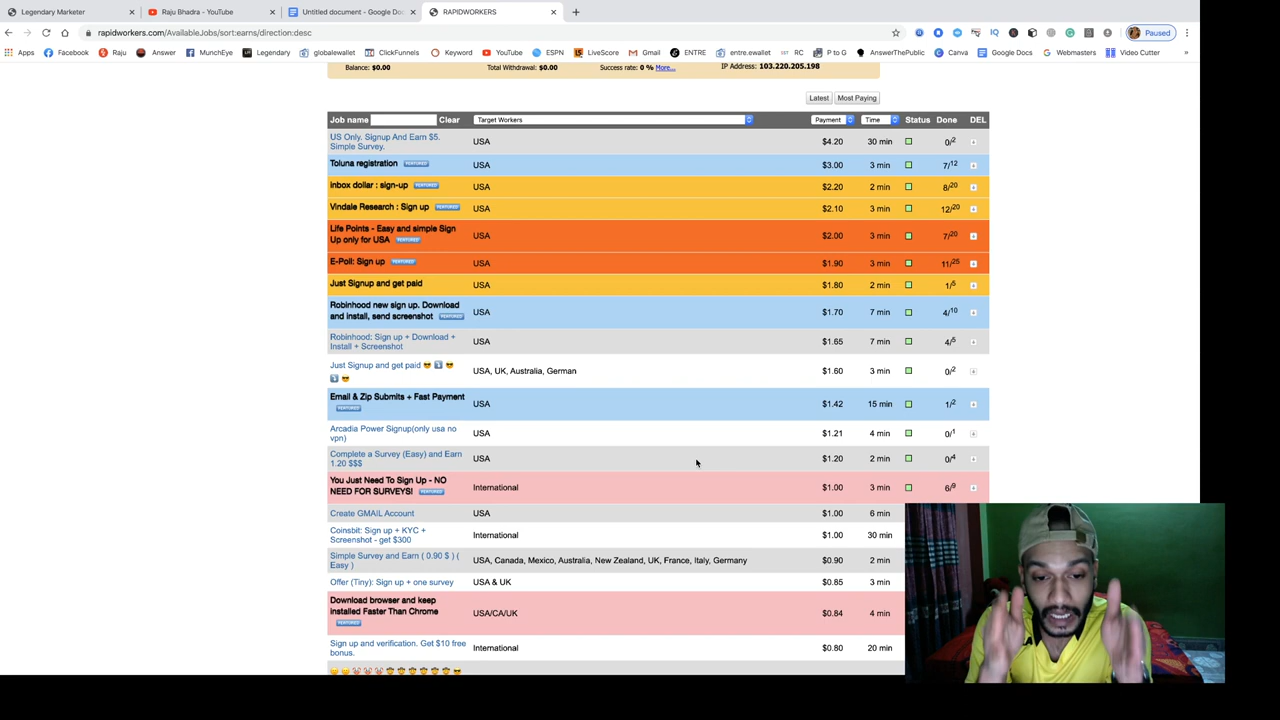 Legendary Marketer
Raju Bhadra - YouTube
Untitled document - Google Doc
RAPIDWORKERS
rapidworkers.com/AvailableJobs/sort:earns/direction:desc
Paused
Apps Facebook Raju Answer MunchEye Legendary globalewallet ClickFunnels Keyword YouTube ESPN LiveScore Gmail ENTRE entre.ewallet RC P to G AnswerThePublic Canva Google Docs Webmasters Video Cutter »
Balance: $0.00 Total Withdrawal: $0.00 Success rate: 0 % More... IP Address: 103.220.205.198
Latest Most Paying
Job name Clear Target Workers Payment Time Status Done DEL
US Only. Signup And Earn $5.
Simple Survey. USA $4.20 30 min 0/2
Toluna registration FEATURED USA $3.00 3 min 7/12
inbox dollar : sign-up FEATURED USA $2.20 2 min 8/20
Vindale Research : Sign up FEATURED USA $2.10 3 min 12/20
Life Points - Easy and simple Sign
Up only for USA FEATURED USA $2.00 3 min 7/20
E-Poll: Sign up FEATURED USA $1.90 3 min 11/25
Just Signup and get paid USA $1.80 2 min 1/5
Robinhood new sign up. Download
and install, send screenshot FEATURED USA $1.70 7 min 4/10
Robinhood: Sign up + Download +
Install + Screenshot USA $1.65 7 min 4/5
Just Signup and get paid USA, UK, Australia, German $1.60 3 min 0/2
Email & Zip Submits + Fast Payment
FEATURED USA $1.42 15 min 1/2
Arcadia Power Signup(only usa no
vpn) USA $1.21 4 min 0/1
Complete a Survey (Easy) and Earn
1.20 $$$ USA $1.20 2 min 0/4
You Just Need To Sign Up - NO
NEED FOR SURVEYS! FEATURED International $1.00 3 min 6/9
Create GMAIL Account USA $1.00 6 min
Coinsbit: Sign up + KYC +
Screenshot - get $300 International $1.00 30 min
Simple Survey and Earn ( 0.90 $ ) (
Easy ) USA, Canada, Mexico, Australia, New Zealand, UK, France, Italy, Germany $0.90 2 min
Offer (Tiny): Sign up + one survey USA & UK $0.85 3 min
Download browser and keep
installed Faster Than Chrome
FEATURED USA/CA/UK $0.84 4 min
Sign up and verification. Get $10 free
bonus. International $0.80 20 min